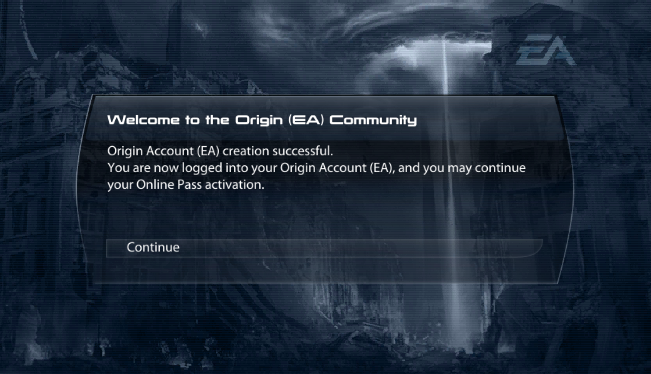 EA
Welcome to the Origin (EA) Community
Origin Account (EA) creation successful.
You are now logged into your Origin Account (EA), and you may continue
your Online Pass activation.
Continue